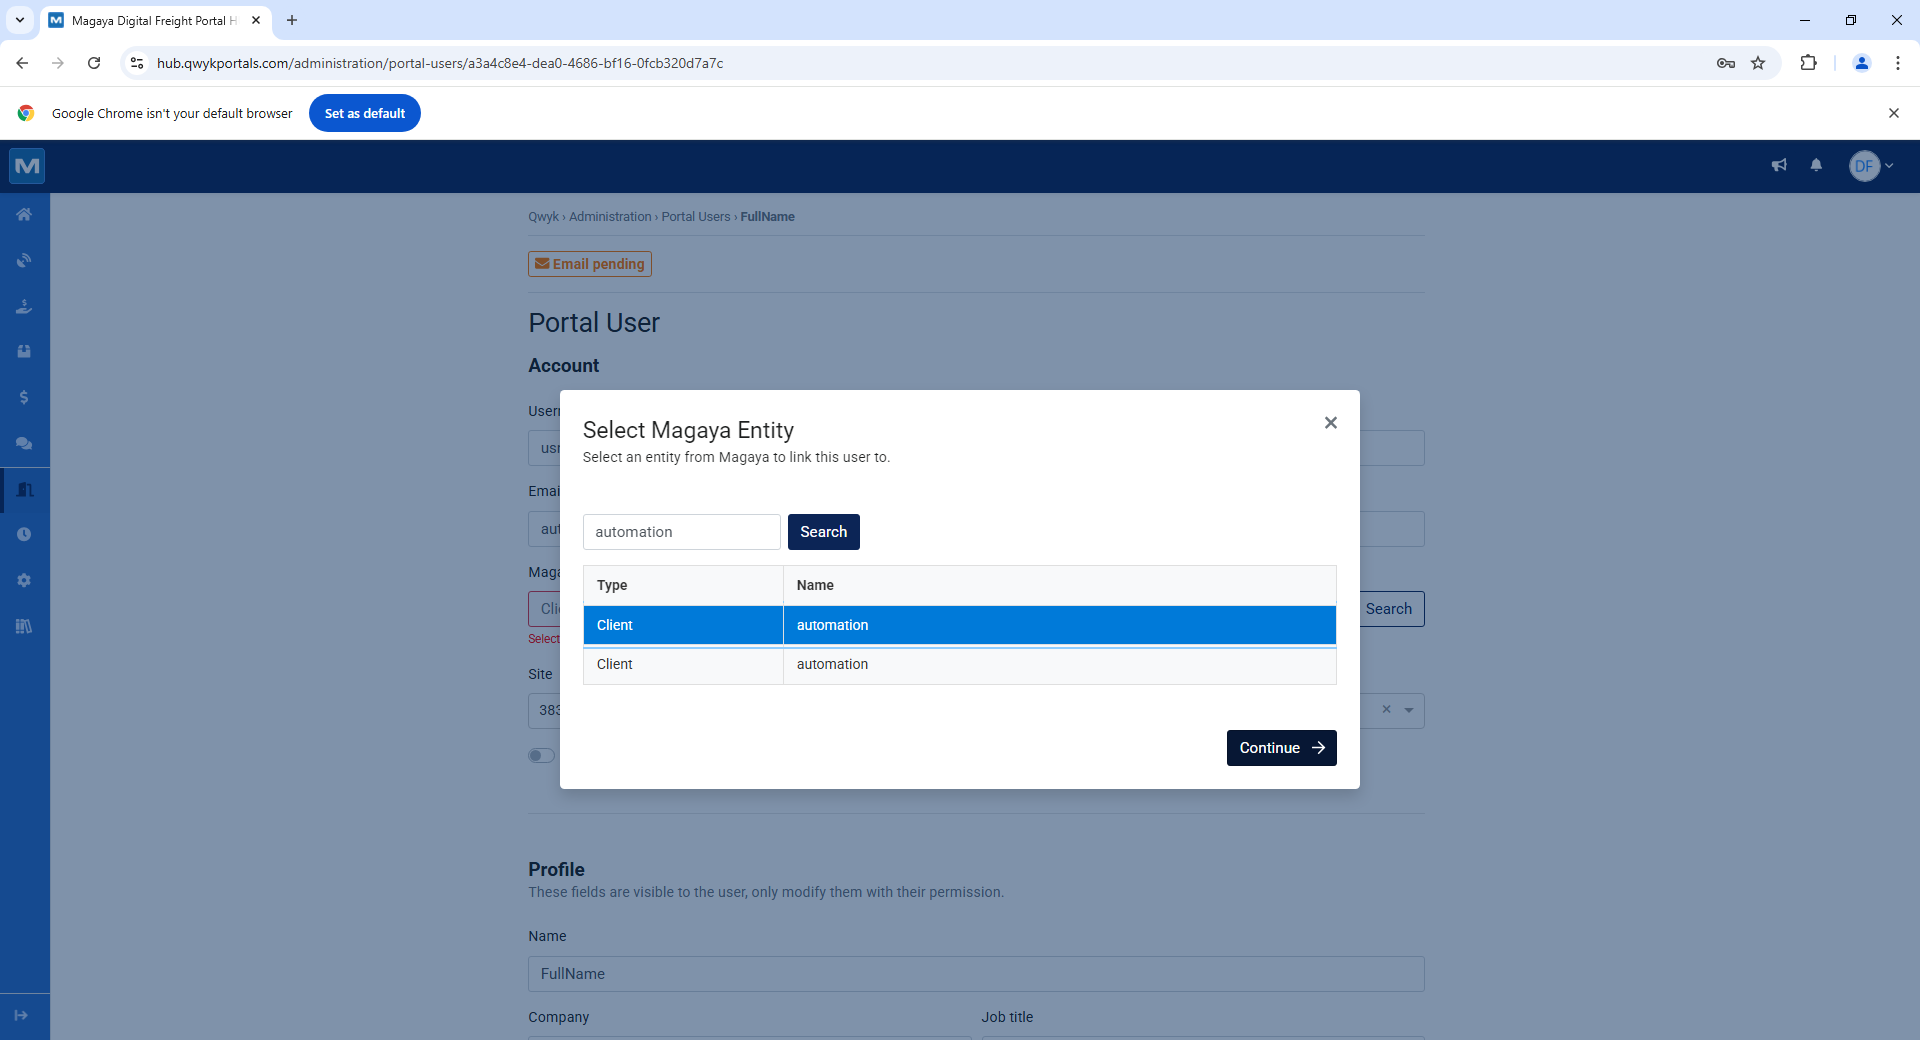 Magaya Digital Freight Portal H
hub.qwykportals.com/administration/portal-users/a3a4c8e4-dea0-4686-bf16-0fcb320d7a7c
Google Chrome isn't your default browser
Set as default
M
DF
Qwyk › Administration › Portal Users › FullName
Email pending
Portal User
Account
Usern
usr
Emai
aut
Maga
Clie
Search
Select
Site
383
Select Magaya Entity
Select an entity from Magaya to link this user to.
automation
Search
Type Name
Client automation
Client automation
Continue
Profile
These fields are visible to the user, only modify them with their permission.
Name
FullName
Company Job title